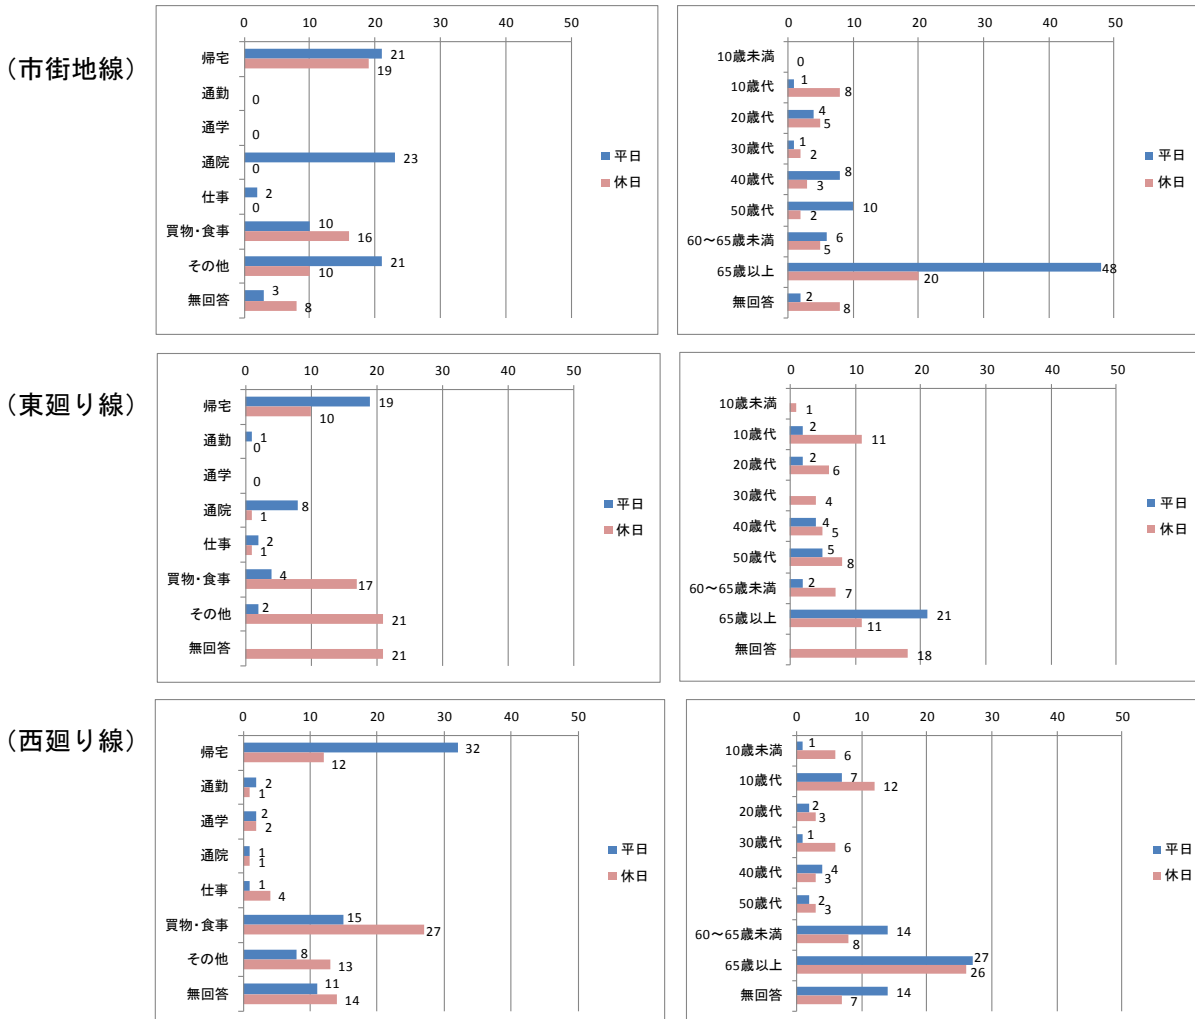 (市街地線)
0 10 20 30 40 50
帰宅 21
19
通勤 0
通学 0
通院 23
0
仕事 2
0
買物・食事 10
16
その他 21
10
無回答 3
8
平日
休日
0 10 20 30 40 50
10歳未満 0
10歳代 1
8
20歳代 4
5
30歳代 1
2
40歳代 8
3
50歳代 10
2
60～65歳未満 6
5
65歳以上 48
20
無回答 2
8
平日
休日
(東廻り線)
0 10 20 30 40 50
帰宅 19
10
通勤 1
0
通学 0
通院 8
1
仕事 2
1
買物・食事 4
17
その他 2
21
無回答 21
平日
休日
0 10 20 30 40 50
10歳未満 1
10歳代 2
11
20歳代 2
6
30歳代 4
40歳代 4
5
50歳代 5
8
60～65歳未満 2
7
65歳以上 21
11
無回答 18
平日
休日
(西廻り線)
0 10 20 30 40 50
帰宅 32
12
通勤 2
1
通学 2
2
通院 1
1
仕事 1
4
買物・食事 15
27
その他 8
13
無回答 11
14
平日
休日
0 10 20 30 40 50
10歳未満 1
6
10歳代 7
12
20歳代 2
3
30歳代 1
6
40歳代 4
3
50歳代 2
3
60～65歳未満 14
8
65歳以上 27
26
無回答 14
7
平日
休日